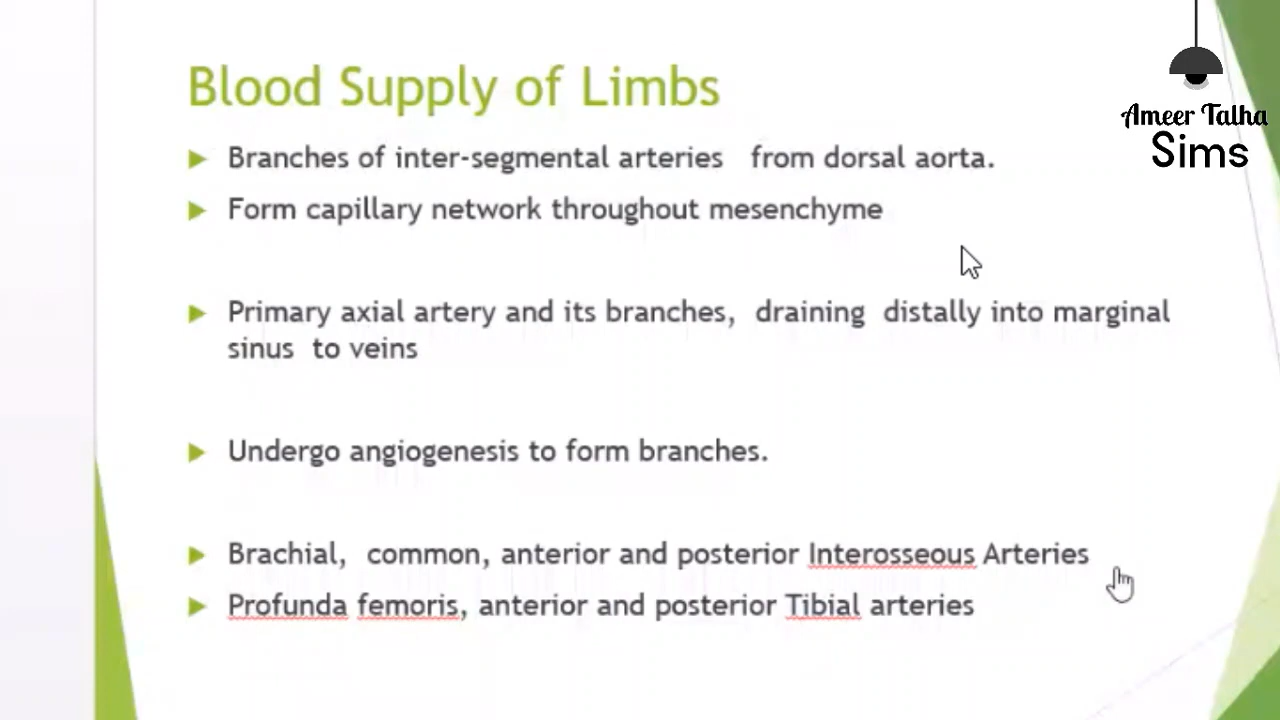 Blood Supply of Limbs
Ameer Talha
Sims
Branches of inter-segmental arteries from dorsal aorta.
Form capillary network throughout mesenchyme
Primary axial artery and its branches, draining distally into marginal
sinus to veins
Undergo angiogenesis to form branches.
Brachial, common, anterior and posterior Interosseous Arteries
Profunda femoris, anterior and posterior Tibial arteries